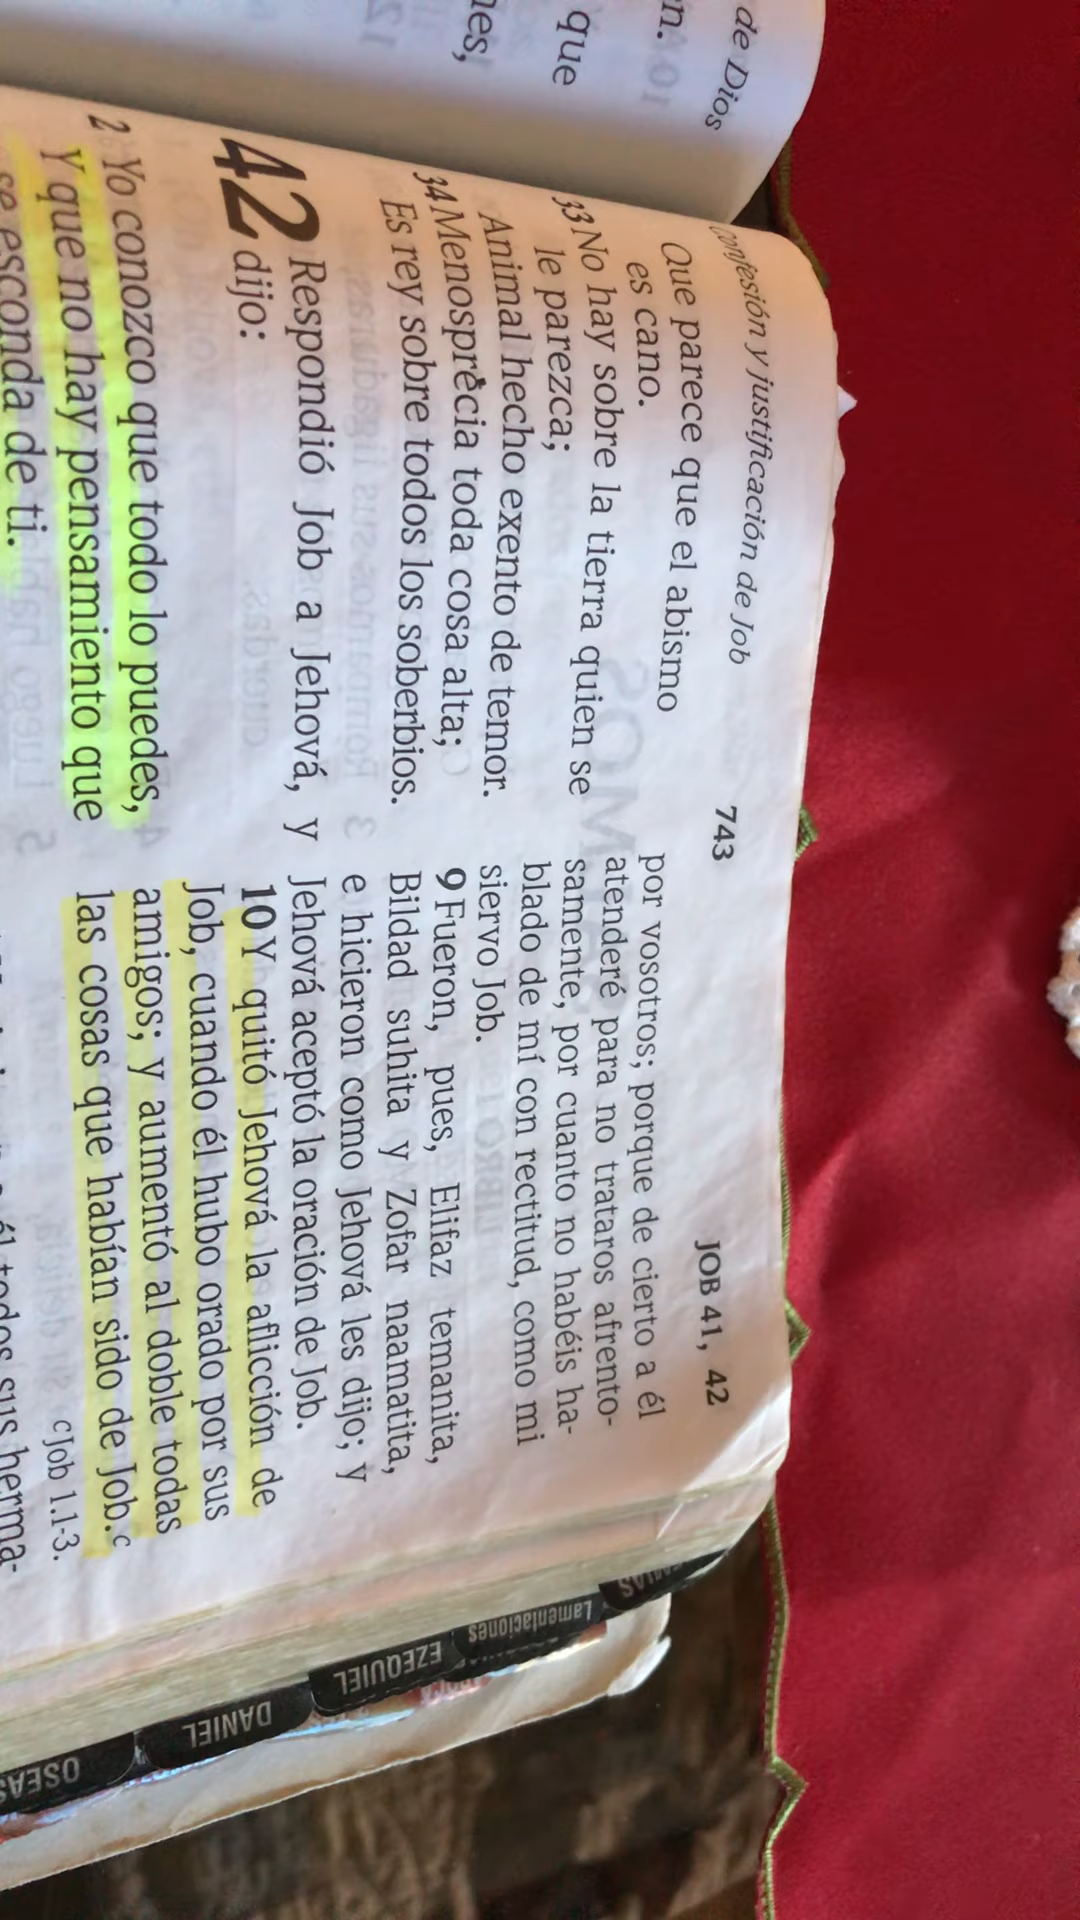 de Dios
n.
que
nes,
confesión y justificación de Job
743
JOB 41, 42
Que parece que el abismo
es cano.
33 No hay sobre la tierra quien se
le parezca;
Animal hecho exento de temor.
34 Menosprecia toda cosa alta;
Es rey sobre todos los soberbios.
42 Respondió Job a Jehová, y
dijo:
2 Yo conozco que todo lo puedes,
Y que no hay pensamiento que
se esconda de ti.
por vosotros; porque de cierto a él
atenderé para no trataros afrento-
samente, por cuanto no habéis ha-
blado de mí con rectitud, como mi
siervo Job.
9 Fueron, pues, Elifaz temanita,
Bildad suhita y Zofar naamatita,
e hicieron como Jehová les dijo; y
Jehová aceptó la oración de Job.
10 Y quitó Jehová la aflicción de
Job, cuando él hubo orado por sus
amigos; y aumentó al doble todas
las cosas que habían sido de Job.c
c Job 1.1-3.
todos sus herma-
Lamentaciones
EZEQUIEL
DANIEL
OSEAS